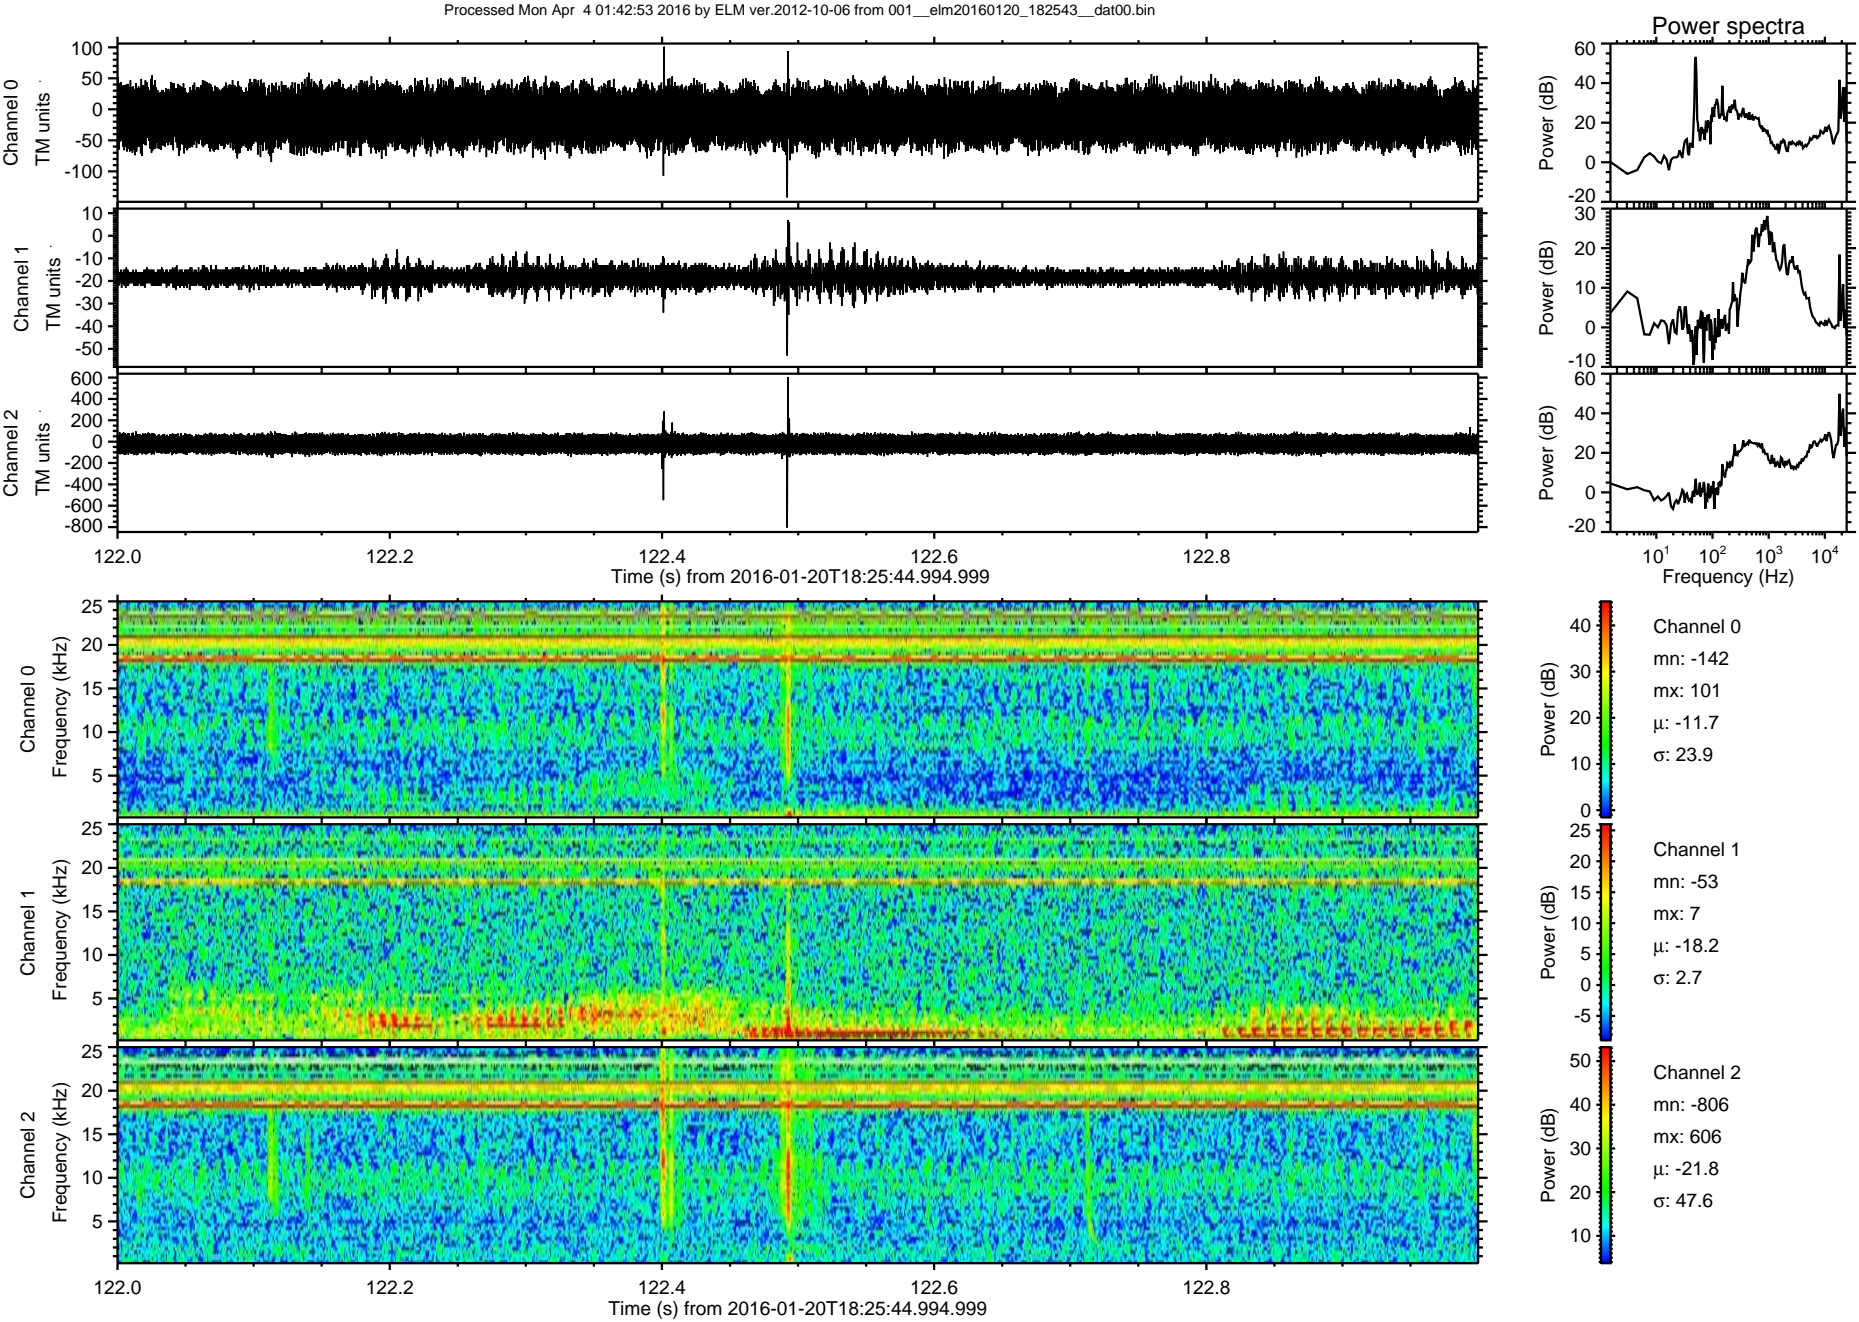 Processed Mon Apr  4 01:42:53 2016 by ELM ver.2012-10-06 from 001__elm20160120_182543__dat00.bin
Power spectra
Channel 0
TM units
100
50
0
-50
-100
Power (dB)
60
40
20
0
-20
Channel 1
TM units
10
0
-10
-20
-30
-40
-50
Power (dB)
30
20
10
0
-10
Channel 2
TM units
600
400
200
0
-200
-400
-600
-800
Power (dB)
60
40
20
0
-20
122.0 122.2 122.4 122.6 122.8
Time (s) from 2016-01-20T18:25:44.994.999
10¹ 10² 10³ 10⁴
Frequency (Hz)
Channel 0
Frequency (kHz)
25
20
15
10
5
Power (dB)
40
30
20
10
0
Channel 0
mn: -142
mx: 101
μ: -11.7
σ: 23.9
Channel 1
Frequency (kHz)
25
20
15
10
5
Power (dB)
25
20
15
10
5
0
-5
Channel 1
mn: -53
mx: 7
μ: -18.2
σ: 2.7
Channel 2
Frequency (kHz)
25
20
15
10
5
Power (dB)
50
40
30
20
10
Channel 2
mn: -806
mx: 606
μ: -21.8
σ: 47.6
122.0 122.2 122.4 122.6 122.8
Time (s) from 2016-01-20T18:25:44.994.999